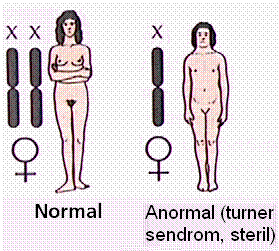 X X
X
Normal
Anormal (turner
sendrom, steril)